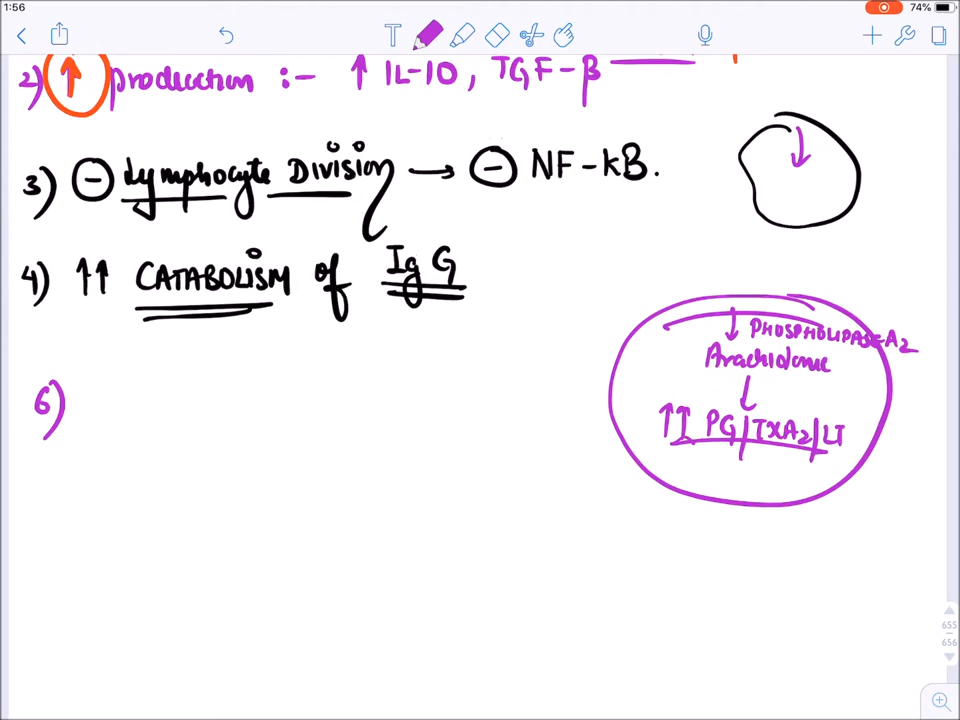 1:56
74%
T
2) ↑ production :- ↑ IL-10, TGF-β
3) ⊖ Lymphocyte Division → ⊖ NF-kB.
4) ↑↑ CATABOLISM of IgG
↓ PHOSPHOLIPASE A2
Arachidonic
↓
↑↑ PG/TXA2/LT
6)
655
656